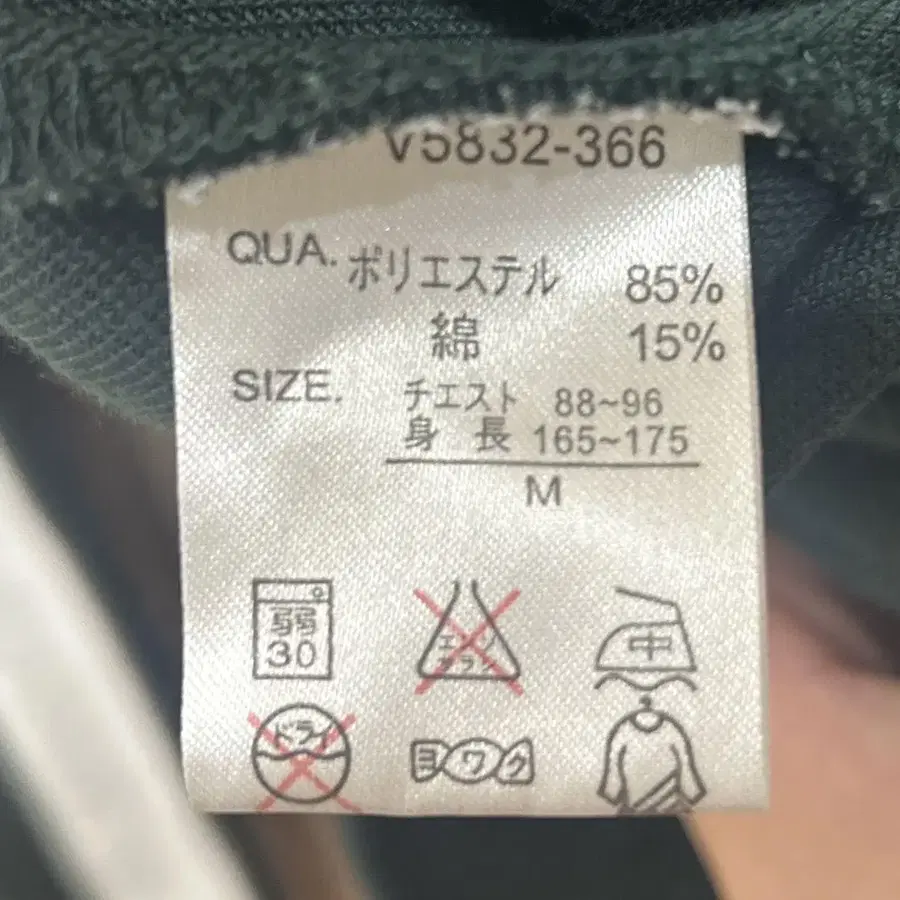 V5832-366
QUA. ポリエステル 85%
綿 15%
SIZE. チエスト 88~96
身 長 165~175
M
弱
30
エンソ
サラシ
中
ドライ
ヨワク